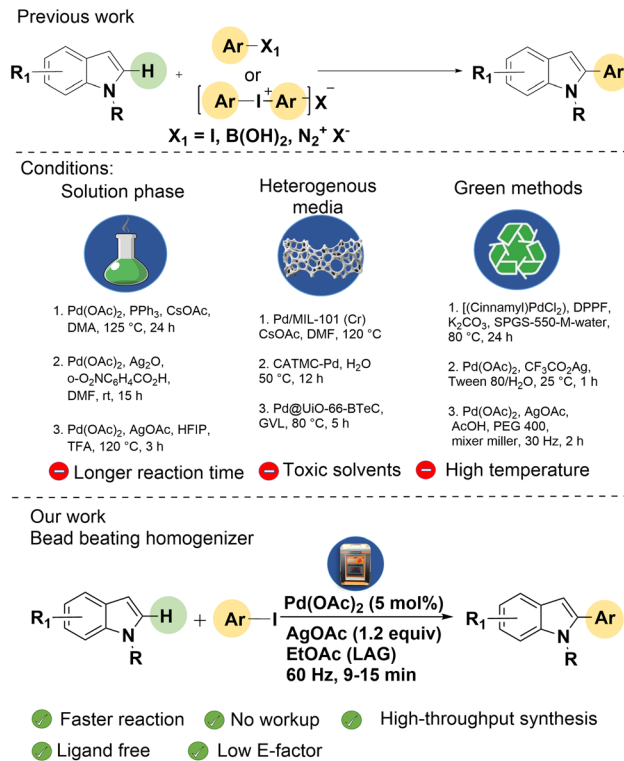 Previous work
R₁
H
N
R
+
Ar–X₁
or
[Ar–I⁺–Ar]X⁻
X₁ = I, B(OH)₂, N₂⁺ X⁻
R₁
Ar
N
R
Conditions:
Solution phase
1. Pd(OAc)₂, PPh₃, CsOAc,
DMA, 125 °C, 24 h
2. Pd(OAc)₂, Ag₂O,
o-O₂NC₆H₄CO₂H,
DMF, rt, 15 h
3. Pd(OAc)₂, AgOAc, HFIP,
TFA, 120 °C, 3 h
Heterogenous
media
1. Pd/MIL-101 (Cr)
CsOAc, DMF, 120 °C
2. CATMC-Pd, H₂O
50 °C, 12 h
3. Pd@UiO-66-BTeC,
GVL, 80 °C, 5 h
Green methods
1. [(Cinnamyl)PdCl₂), DPPF,
K₂CO₃, SPGS-550-M-water,
80 °C, 24 h
2. Pd(OAc)₂, CF₃CO₂Ag,
Tween 80/H₂O, 25 °C, 1 h
3. Pd(OAc)₂, AgOAc,
AcOH, PEG 400,
mixer miller, 30 Hz, 2 h
Longer reaction time
Toxic solvents
High temperature
Our work
Bead beating homogenizer
R₁
H
N
R
+
Ar–I
Pd(OAc)₂ (5 mol%)
AgOAc (1.2 equiv)
EtOAc (LAG)
60 Hz, 9-15 min
R₁
Ar
N
R
Faster reaction
No workup
High-throughput synthesis
Ligand free
Low E-factor